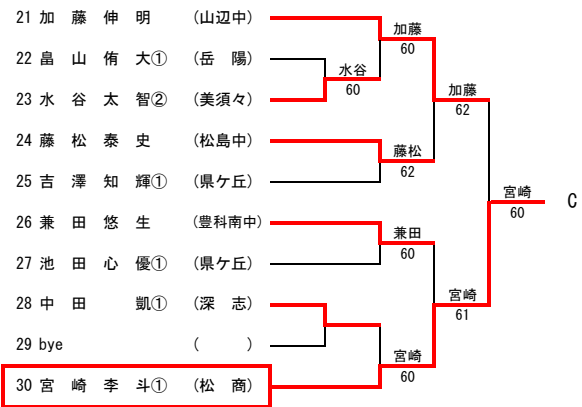 21 加 藤 伸 明 (山辺中)
22 畠 山 侑 大① (岳 陽)
23 水 谷 太 智② (美須々)
24 藤 松 泰 史 (松島中)
25 吉 澤 知 輝① (県ケ丘)
26 兼 田 悠 生 (豊科南中)
27 池 田 心 優① (県ケ丘)
28 中 田 凱① (深 志)
29 bye ( )
30 宮 崎 李 斗① (松 商)
水谷
60
加藤
60
藤松
62
兼田
60
宮崎
60
加藤
62
宮崎
61
宮崎
60
C